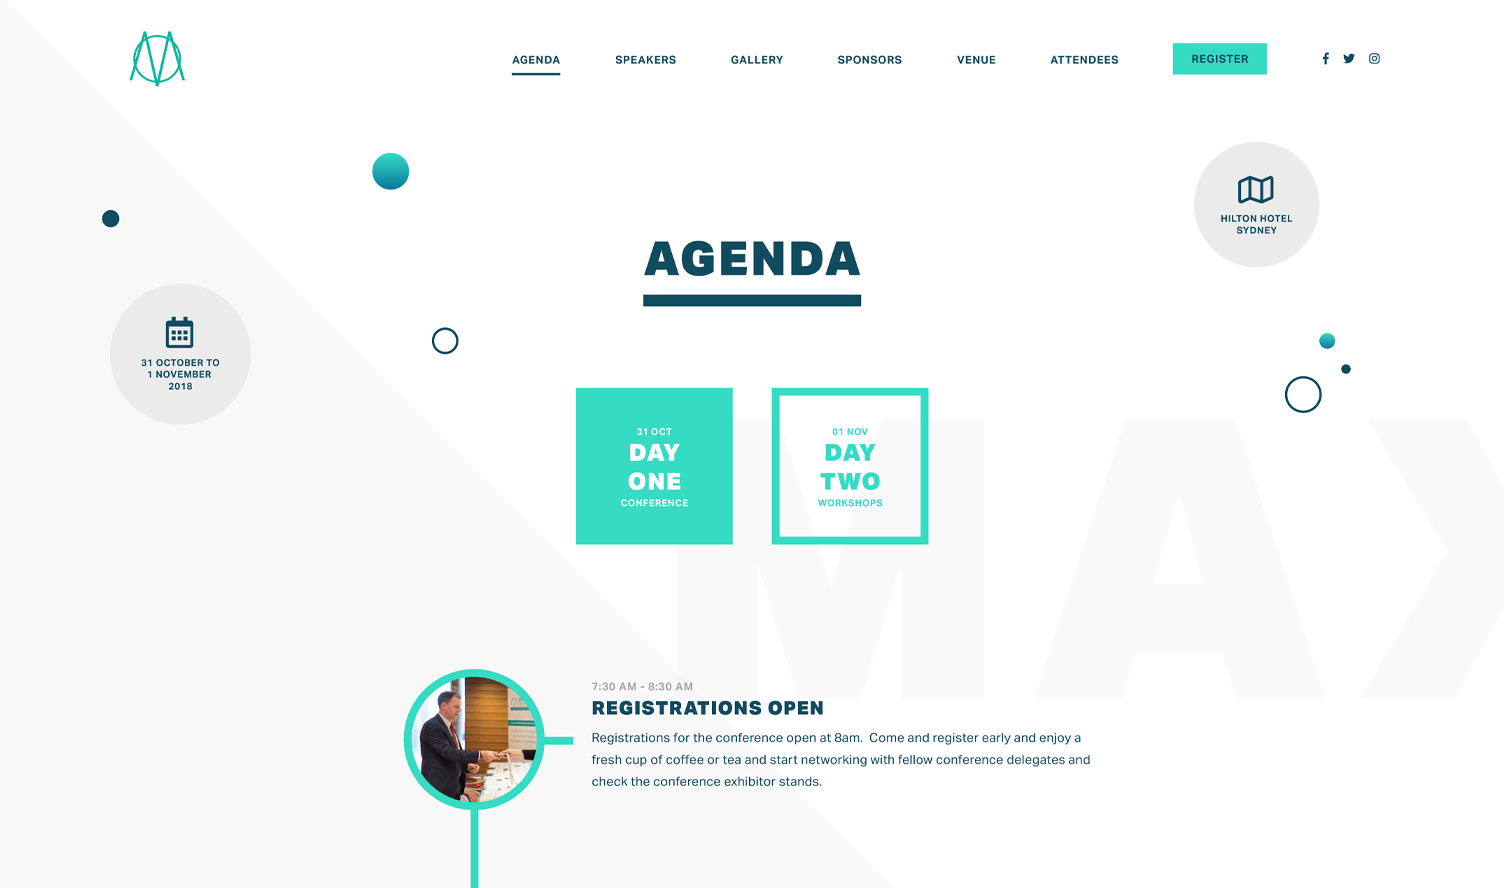 AGENDA
SPEAKERS
GALLERY
SPONSORS
VENUE
ATTENDEES
REGISTER
HILTON HOTEL
SYDNEY
AGENDA
31 OCTOBER TO
1 NOVEMBER
2018
31 OCT
DAY
ONE
CONFERENCE
01 NOV
DAY
TWO
WORKSHOPS
MAX
7:30 AM - 8:30 AM
REGISTRATIONS OPEN
Registrations for the conference open at 8am. Come and register early and enjoy a
fresh cup of coffee or tea and start networking with fellow conference delegates and
check the conference exhibitor stands.